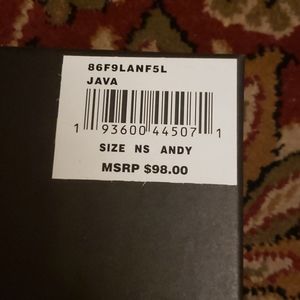 86F9LANF5L
JAVA
1 93600 44507 1
SIZE NS ANDY
MSRP $98.00